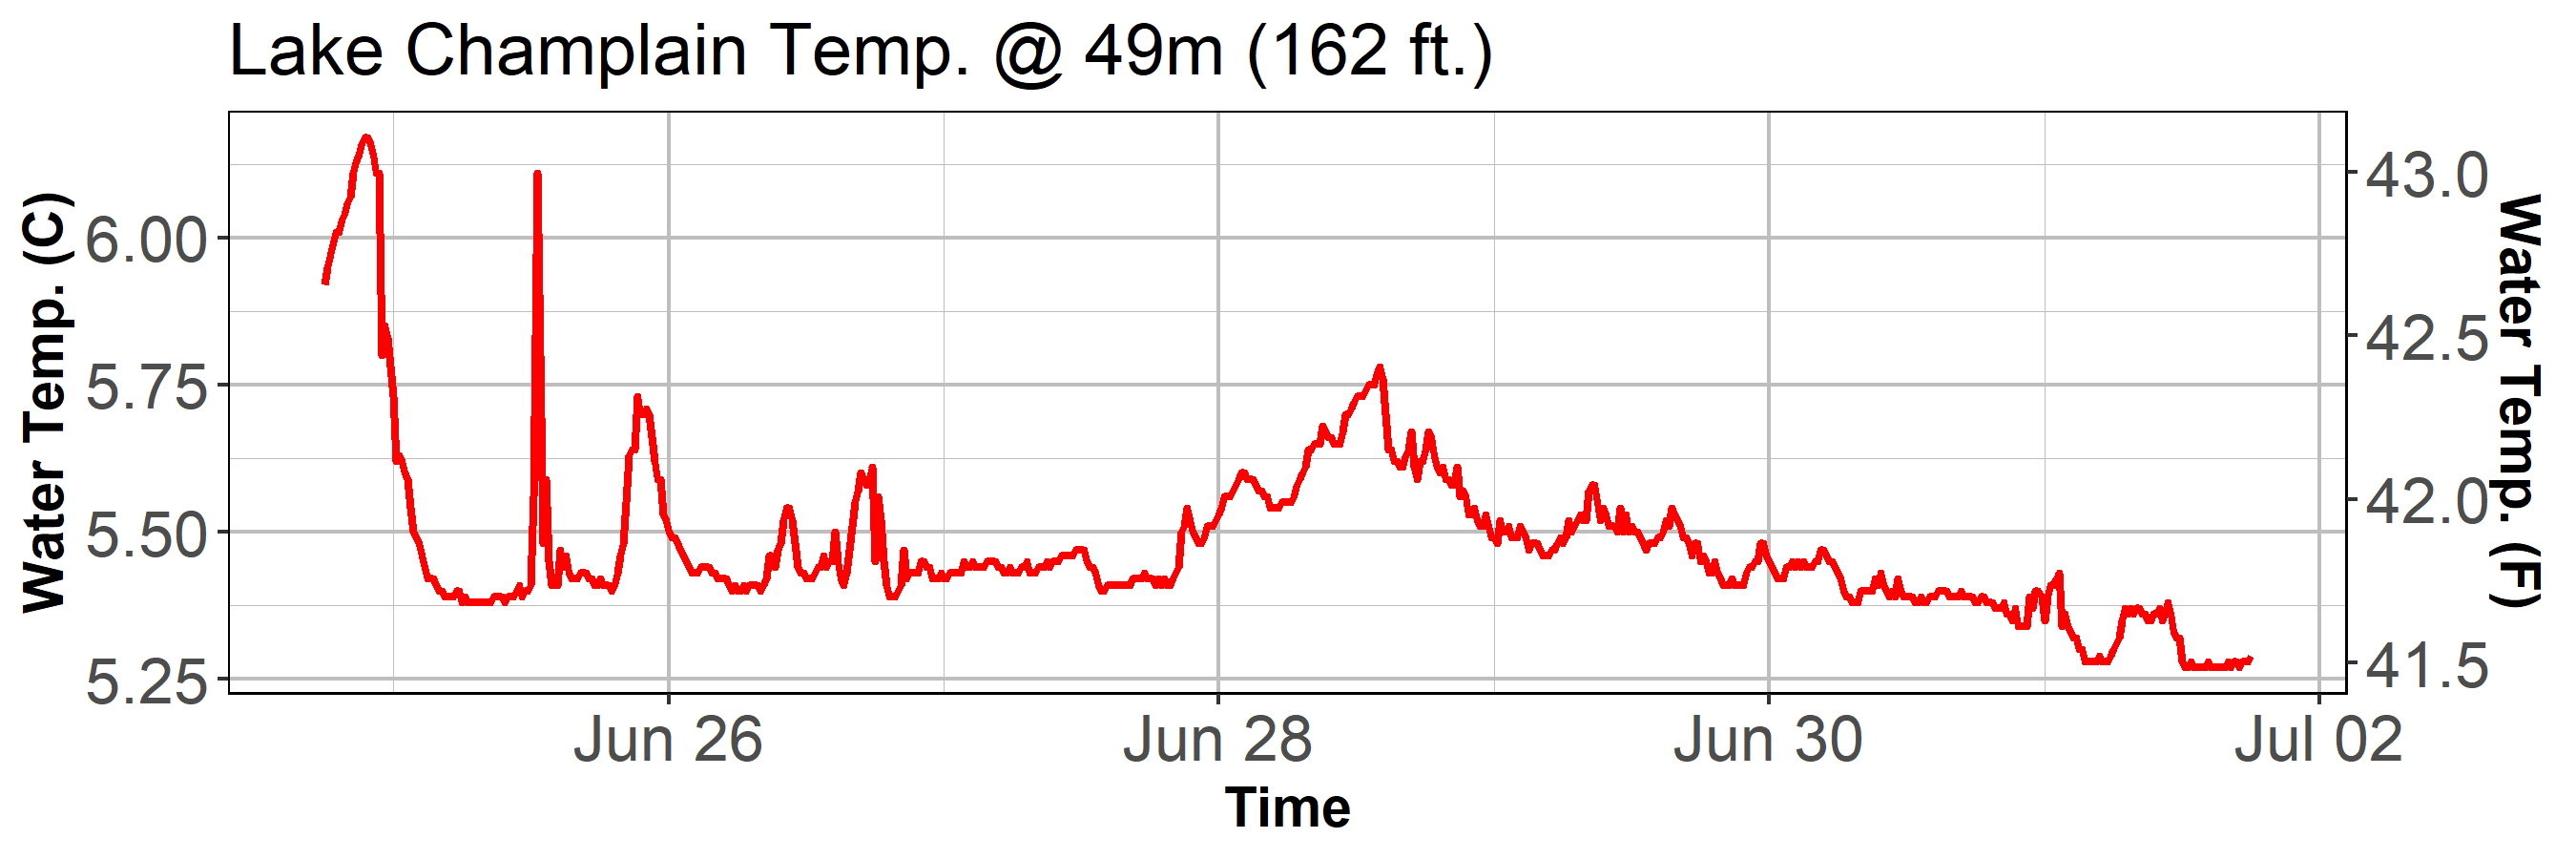 Lake Champlain Temp. @ 49m (162 ft.)
Water Temp. (C)
6.00
5.75
5.50
5.25
43.0
42.5
42.0
41.5
Water Temp. (F)
Jun 26
Jun 28
Jun 30
Jul 02
Time